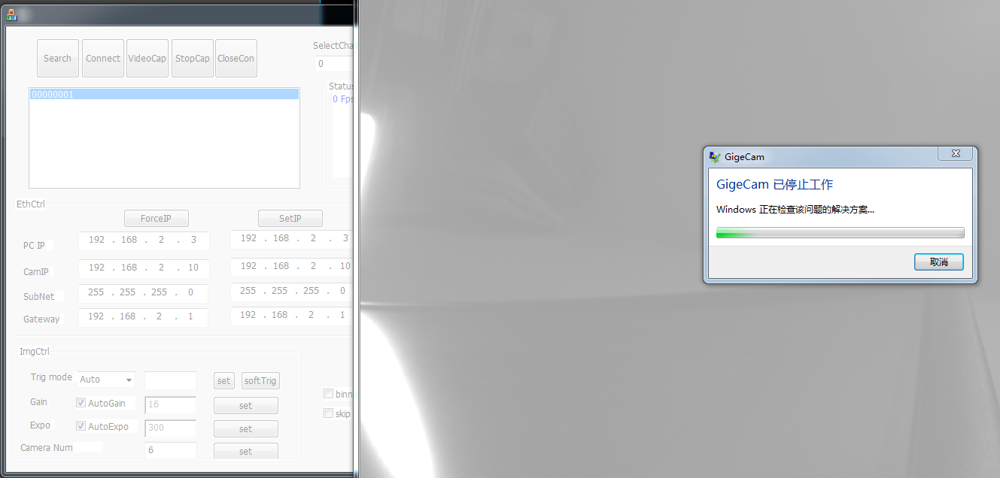 Search Connect VideoCap StopCap CloseCon
SelectCha
0
00000001
Status
0 Fps
EthCtrl
ForceIP SetIP
PC IP 192 . 168 . 2 . 3 192 . 168 . 2 . 3
CamIP 192 . 168 . 2 . 10 192 . 168 . 2 . 10
SubNet 255 . 255 . 255 . 0 255 . 255 . 255 . 0
Gateway 192 . 168 . 2 . 1 192 . 168 . 2 . 1
ImgCtrl
Trig mode Auto set softTrig
Gain AutoGain 16 set
Expo AutoExpo 300 set
Camera Num 6 set
binn
skip
GigeCam
GigeCam 已停止工作
Windows 正在检查该问题的解决方案...
取消